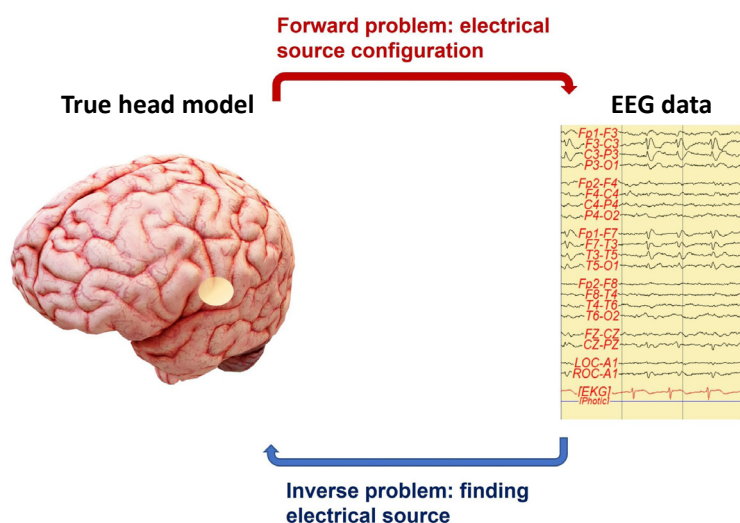 Forward problem: electrical
source configuration
True head model
EEG data
Fp1-F3
F3-C3
C3-P3
P3-O1
Fp2-F4
F4-C4
C4-P4
P4-O2
Fp1-F7
F7-T3
T3-T5
T5-O1
Fp2-F8
F8-T4
T4-T6
T6-O2
FZ-CZ
CZ-PZ
LOC-A1
ROC-A1
[EKG]
[Photic]
Inverse problem: finding
electrical source